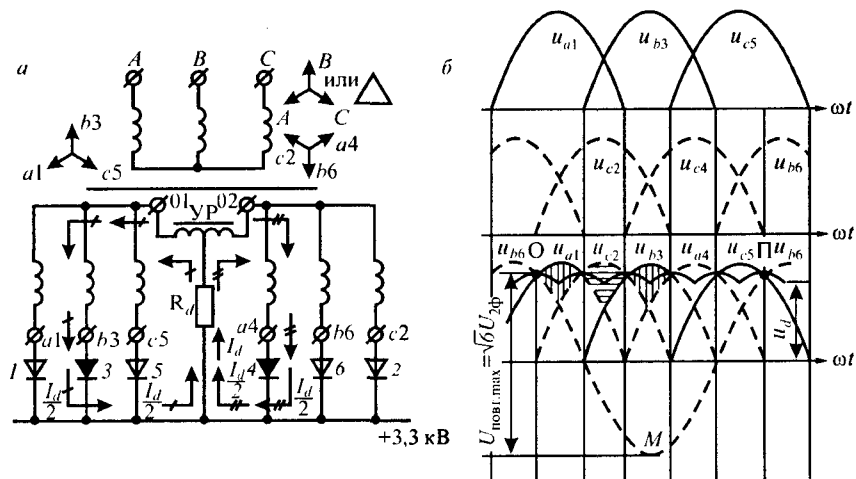 а
A B C
B
или
A
C
b3
a1
c5
c2
a4
b6
01
УР
02
R_d
I_d
a1 b3 c5 a4 b6 c2
1 3 5 4 6 2
I_d/2 I_d/2 I_d/2 I_d/2
+3,3 кВ
б
u_a1 u_b3 u_c5
ωt
u_c2 u_c4 u_b6
ωt
u_b6 О u_a1 u_c2 u_b3 u_a4 u_c5 П u_b6
U_повт.max = √6U_2ф
u_d
ωt
M